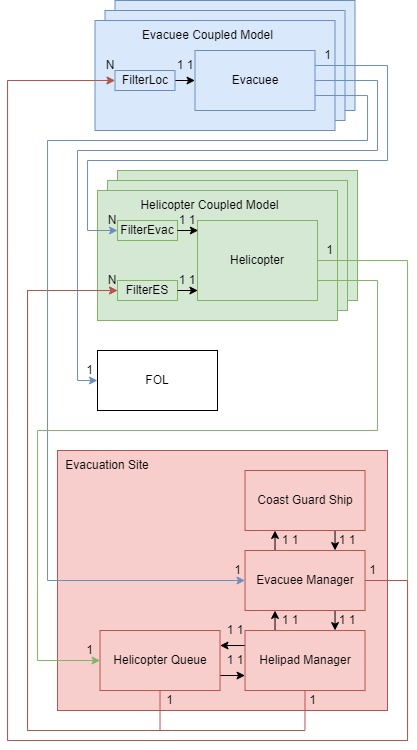 Evacuee Coupled Model
1
N
FilterLoc
1 1
Evacuee
Helicopter Coupled Model
N
FilterEvac
1 1
Helicopter
1
N
FilterES
1 1
1
FOL
Evacuation Site
Coast Guard Ship
1 1
1 1
1
Evacuee Manager
1
1 1
1 1
1 1
1
Helicopter Queue
1 1
Helipad Manager
1
1